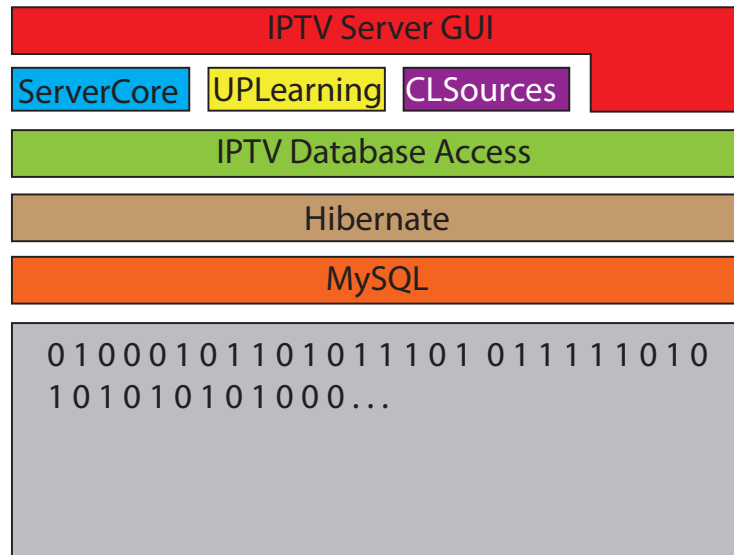 IPTV Server GUI
ServerCore UPLearning CLSources
IPTV Database Access
Hibernate
MySQL
0 1 0 0 0 1 0 1 1 0 1 0 1 1 1 0 1 0 1 1 1 1 1 0 1 0
1 0 1 0 1 0 1 0 1 0 0 0 . . .